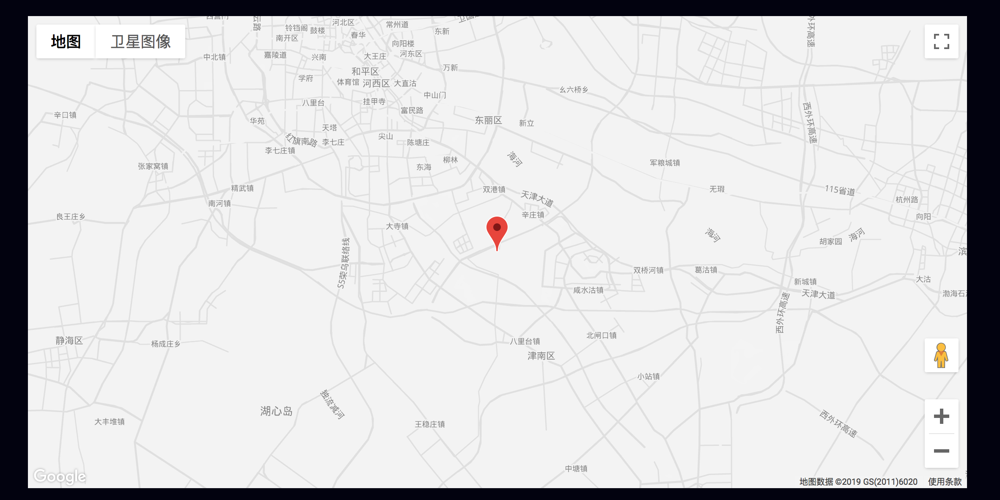 地图
卫星图像
西营门
云路
河北区
常州道
卫国道
外环高速
铃铛阁
鼓楼
东新
南开区
春华
向阳楼
中北镇
嘉陵道
兴南
大王庄
河东区
和平区
万新
学府
体育馆
河西区
大直沽
幺六桥乡
中山门
八里台
挂甲寺
富民路
辛口镇
东丽区
新立
华苑
天塔
西外环高速
尖山
红旗南路
李七庄
陈塘庄
李七庄镇
柳林
海河
军粮城镇
张家窝镇
东海
精武镇
双港镇
无瑕
115省道
天津大道
南河镇
杭州路
辛庄镇
良王庄乡
向阳
大寺镇
海河
海河
胡家园
滨
S5荣乌联络线
双桥河镇
葛沽镇
新城镇
大沽
咸水沽镇
天津大道
渤海石
西外环高速
静海区
杨成庄乡
八里台镇
北闸口镇
津南区
小站镇
独流减河
湖心岛
大丰堆镇
王稳庄镇
西外环高速
中塘镇
Google
地图数据 ©2019 GS(2011)6020
使用条款